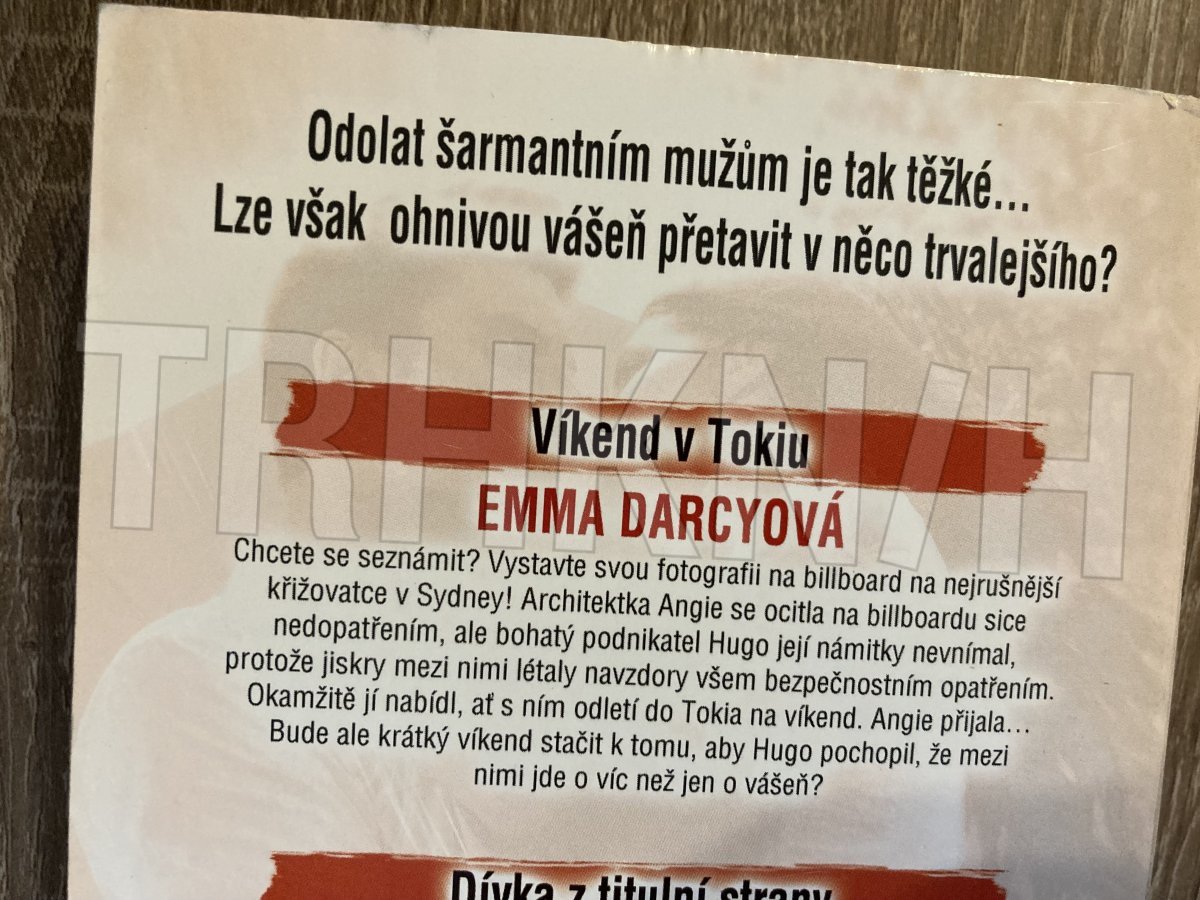 Odolat šarmantním mužům je tak těžké...
Lze však ohnivou vášeň přetavit v něco trvalejšího?
TRHKNIH
Víkend v Tokiu
EMMA DARCYOVÁ
Chcete se seznámit? Vystavte svou fotografii na billboard na nejrušnější
křižovatce v Sydney! Architektka Angie se ocitla na billboardu sice
nedopatřením, ale bohatý podnikatel Hugo její námitky nevnímal,
protože jiskry mezi nimi létaly navzdory všem bezpečnostním opatřením.
Okamžitě jí nabídl, ať s ním odletí do Tokia na víkend. Angie přijala...
Bude ale krátký víkend stačit k tomu, aby Hugo pochopil, že mezi
nimi jde o víc než jen o vášeň?
Dívka z titulní strany